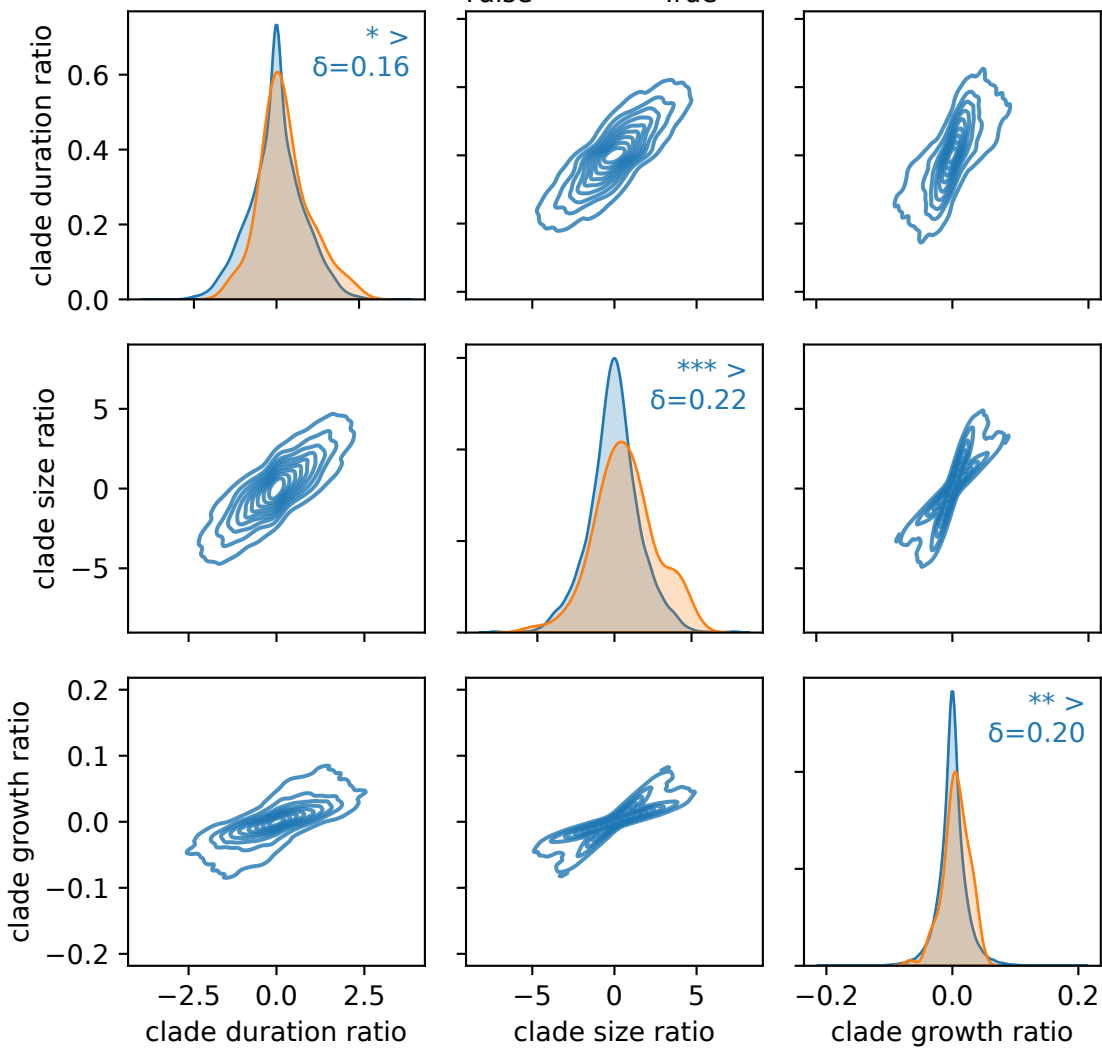 True
clade duration ratio
0.6
0.4
0.2
0.0
* >
δ=0.16
clade size ratio
5
0
−5
*** >
δ=0.22
clade growth ratio
0.2
0.1
0.0
−0.1
−0.2
** >
δ=0.20
−2.5 0.0 2.5
−5 0 5
−0.2 0.0 0.2
clade duration ratio
clade size ratio
clade growth ratio